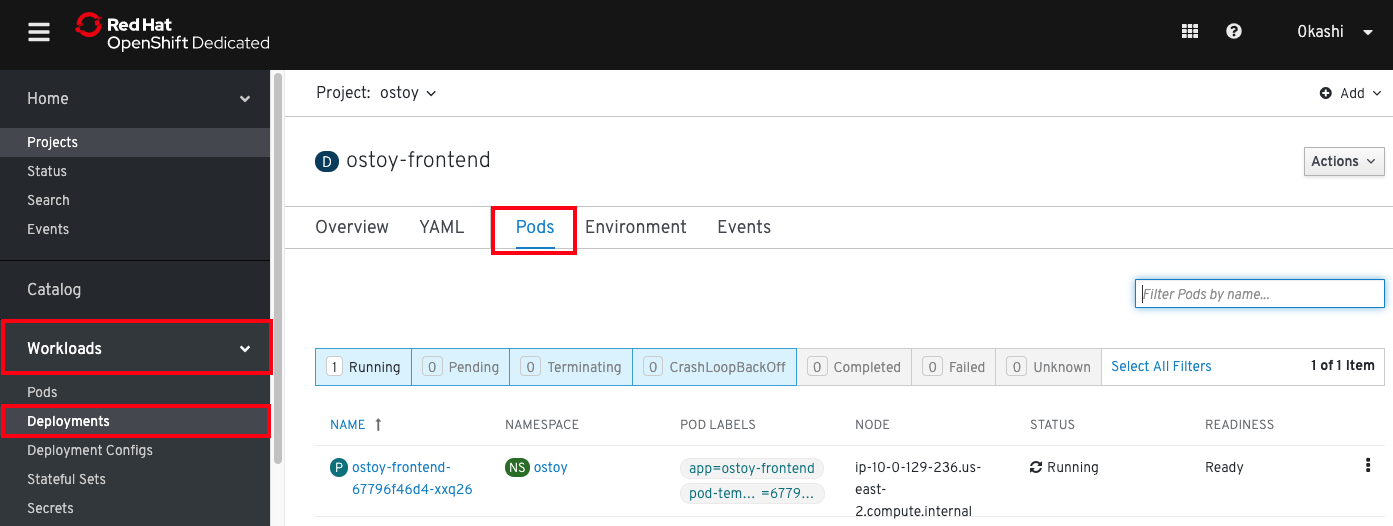 Red Hat
OpenShift Dedicated
Okashi
Home
Projects
Status
Search
Events
Catalog
Workloads
Pods
Deployments
Deployment Configs
Stateful Sets
Secrets
Project: ostoy
Add
D ostoy-frontend
Actions
Overview YAML Pods Environment Events
Filter Pods by name...
1 Running 0 Pending 0 Terminating 0 CrashLoopBackOff 0 Completed 0 Failed 0 Unknown Select All Filters 1 of 1 Item
NAME ↑ NAMESPACE POD LABELS NODE STATUS READINESS
P ostoy-frontend-
67796f46d4-xxq26
NS ostoy
app=ostoy-frontend
pod-tem... =6779...
ip-10-0-129-236.us-
east-
2.compute.internal
Running
Ready